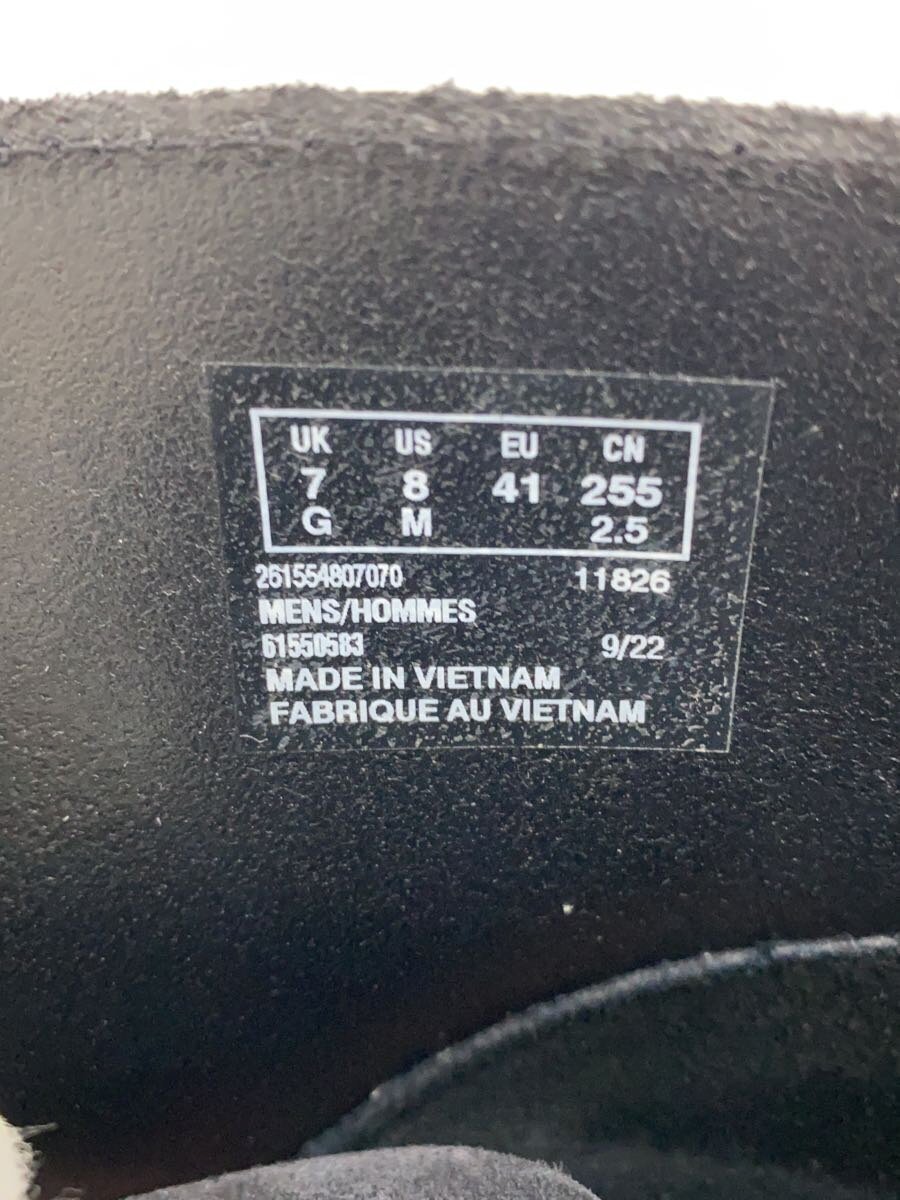 UK US EU CN
7 8 41 255
G M 2.5
261554807070 11826
MENS/HOMMES
61550583 9/22
MADE IN VIETNAM
FABRIQUE AU VIETNAM